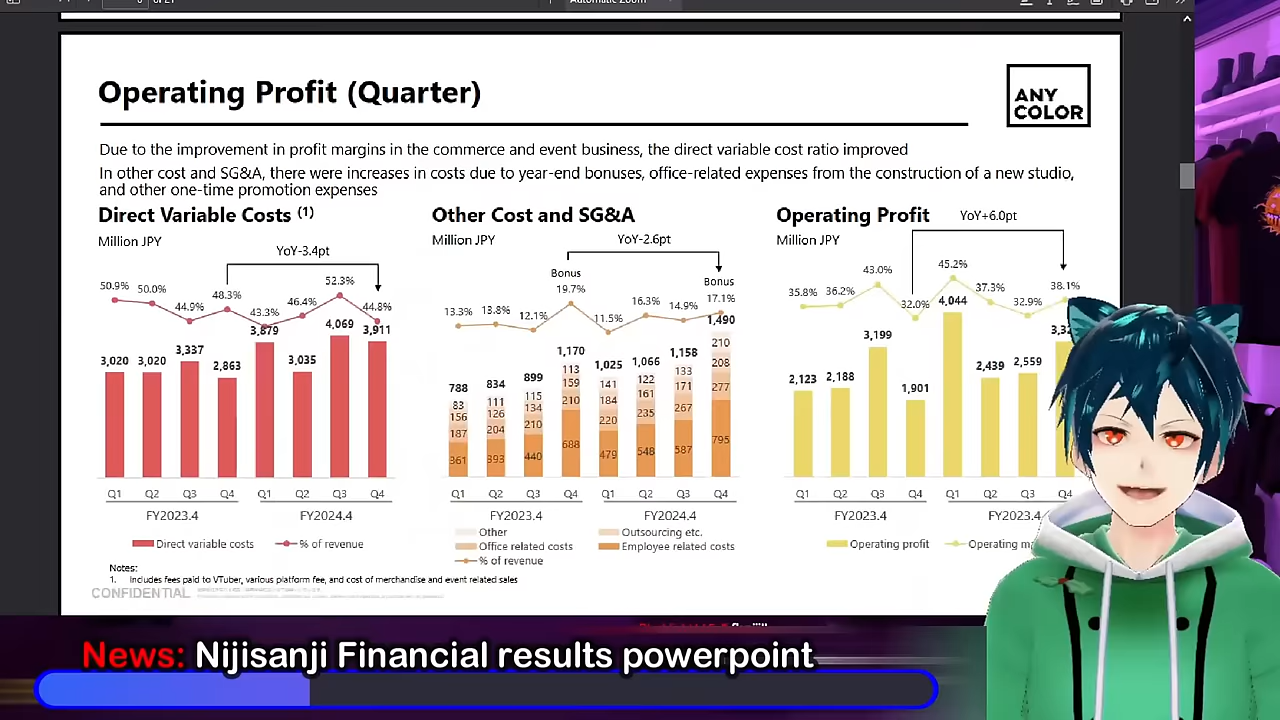 Automatic Zoom
Operating Profit (Quarter)
ANY
COLOR
Due to the improvement in profit margins in the commerce and event business, the direct variable cost ratio improved
In other cost and SG&A, there were increases in costs due to year-end bonuses, office-related expenses from the construction of a new studio,
and other one-time promotion expenses
Direct Variable Costs (1)
Million JPY
YoY-3.4pt
50.9% 50.0% 44.9% 48.3% 43.3% 46.4% 52.3% 44.8%
3,020 3,020 3,337 2,863 3,879 3,035 4,069 3,911
Q1 Q2 Q3 Q4 Q1 Q2 Q3 Q4
FY2023.4 FY2024.4
Direct variable costs % of revenue
Other Cost and SG&A
Million JPY
YoY-2.6pt
Bonus Bonus
13.3% 13.8% 12.1% 19.7% 11.5% 16.3% 14.9% 17.1%
788 834 899 1,170 1,025 1,066 1,158 1,490
83 111 115 113 141 122 133 210
156 126 134 159 184 161 171 208
187 204 210 210 220 235 267 277
361 393 440 688 479 548 587 795
Q1 Q2 Q3 Q4 Q1 Q2 Q3 Q4
FY2023.4 FY2024.4
Other Outsourcing etc.
Office related costs Employee related costs
% of revenue
Operating Profit
Million JPY
YoY+6.0pt
35.8% 36.2% 43.0% 32.0% 45.2% 37.3% 32.9% 38.1%
2,123 2,188 3,199 1,901 4,044 2,439 2,559
Q1 Q2 Q3 Q4 Q1 Q2 Q3 Q4
FY2023.4
Operating profit Operating
Notes:
1. Includes fees paid to VTuber, various platform fee, and cost of merchandise and event related sales
CONFIDENTIAL
News: Nijisanji Financial results powerpoint